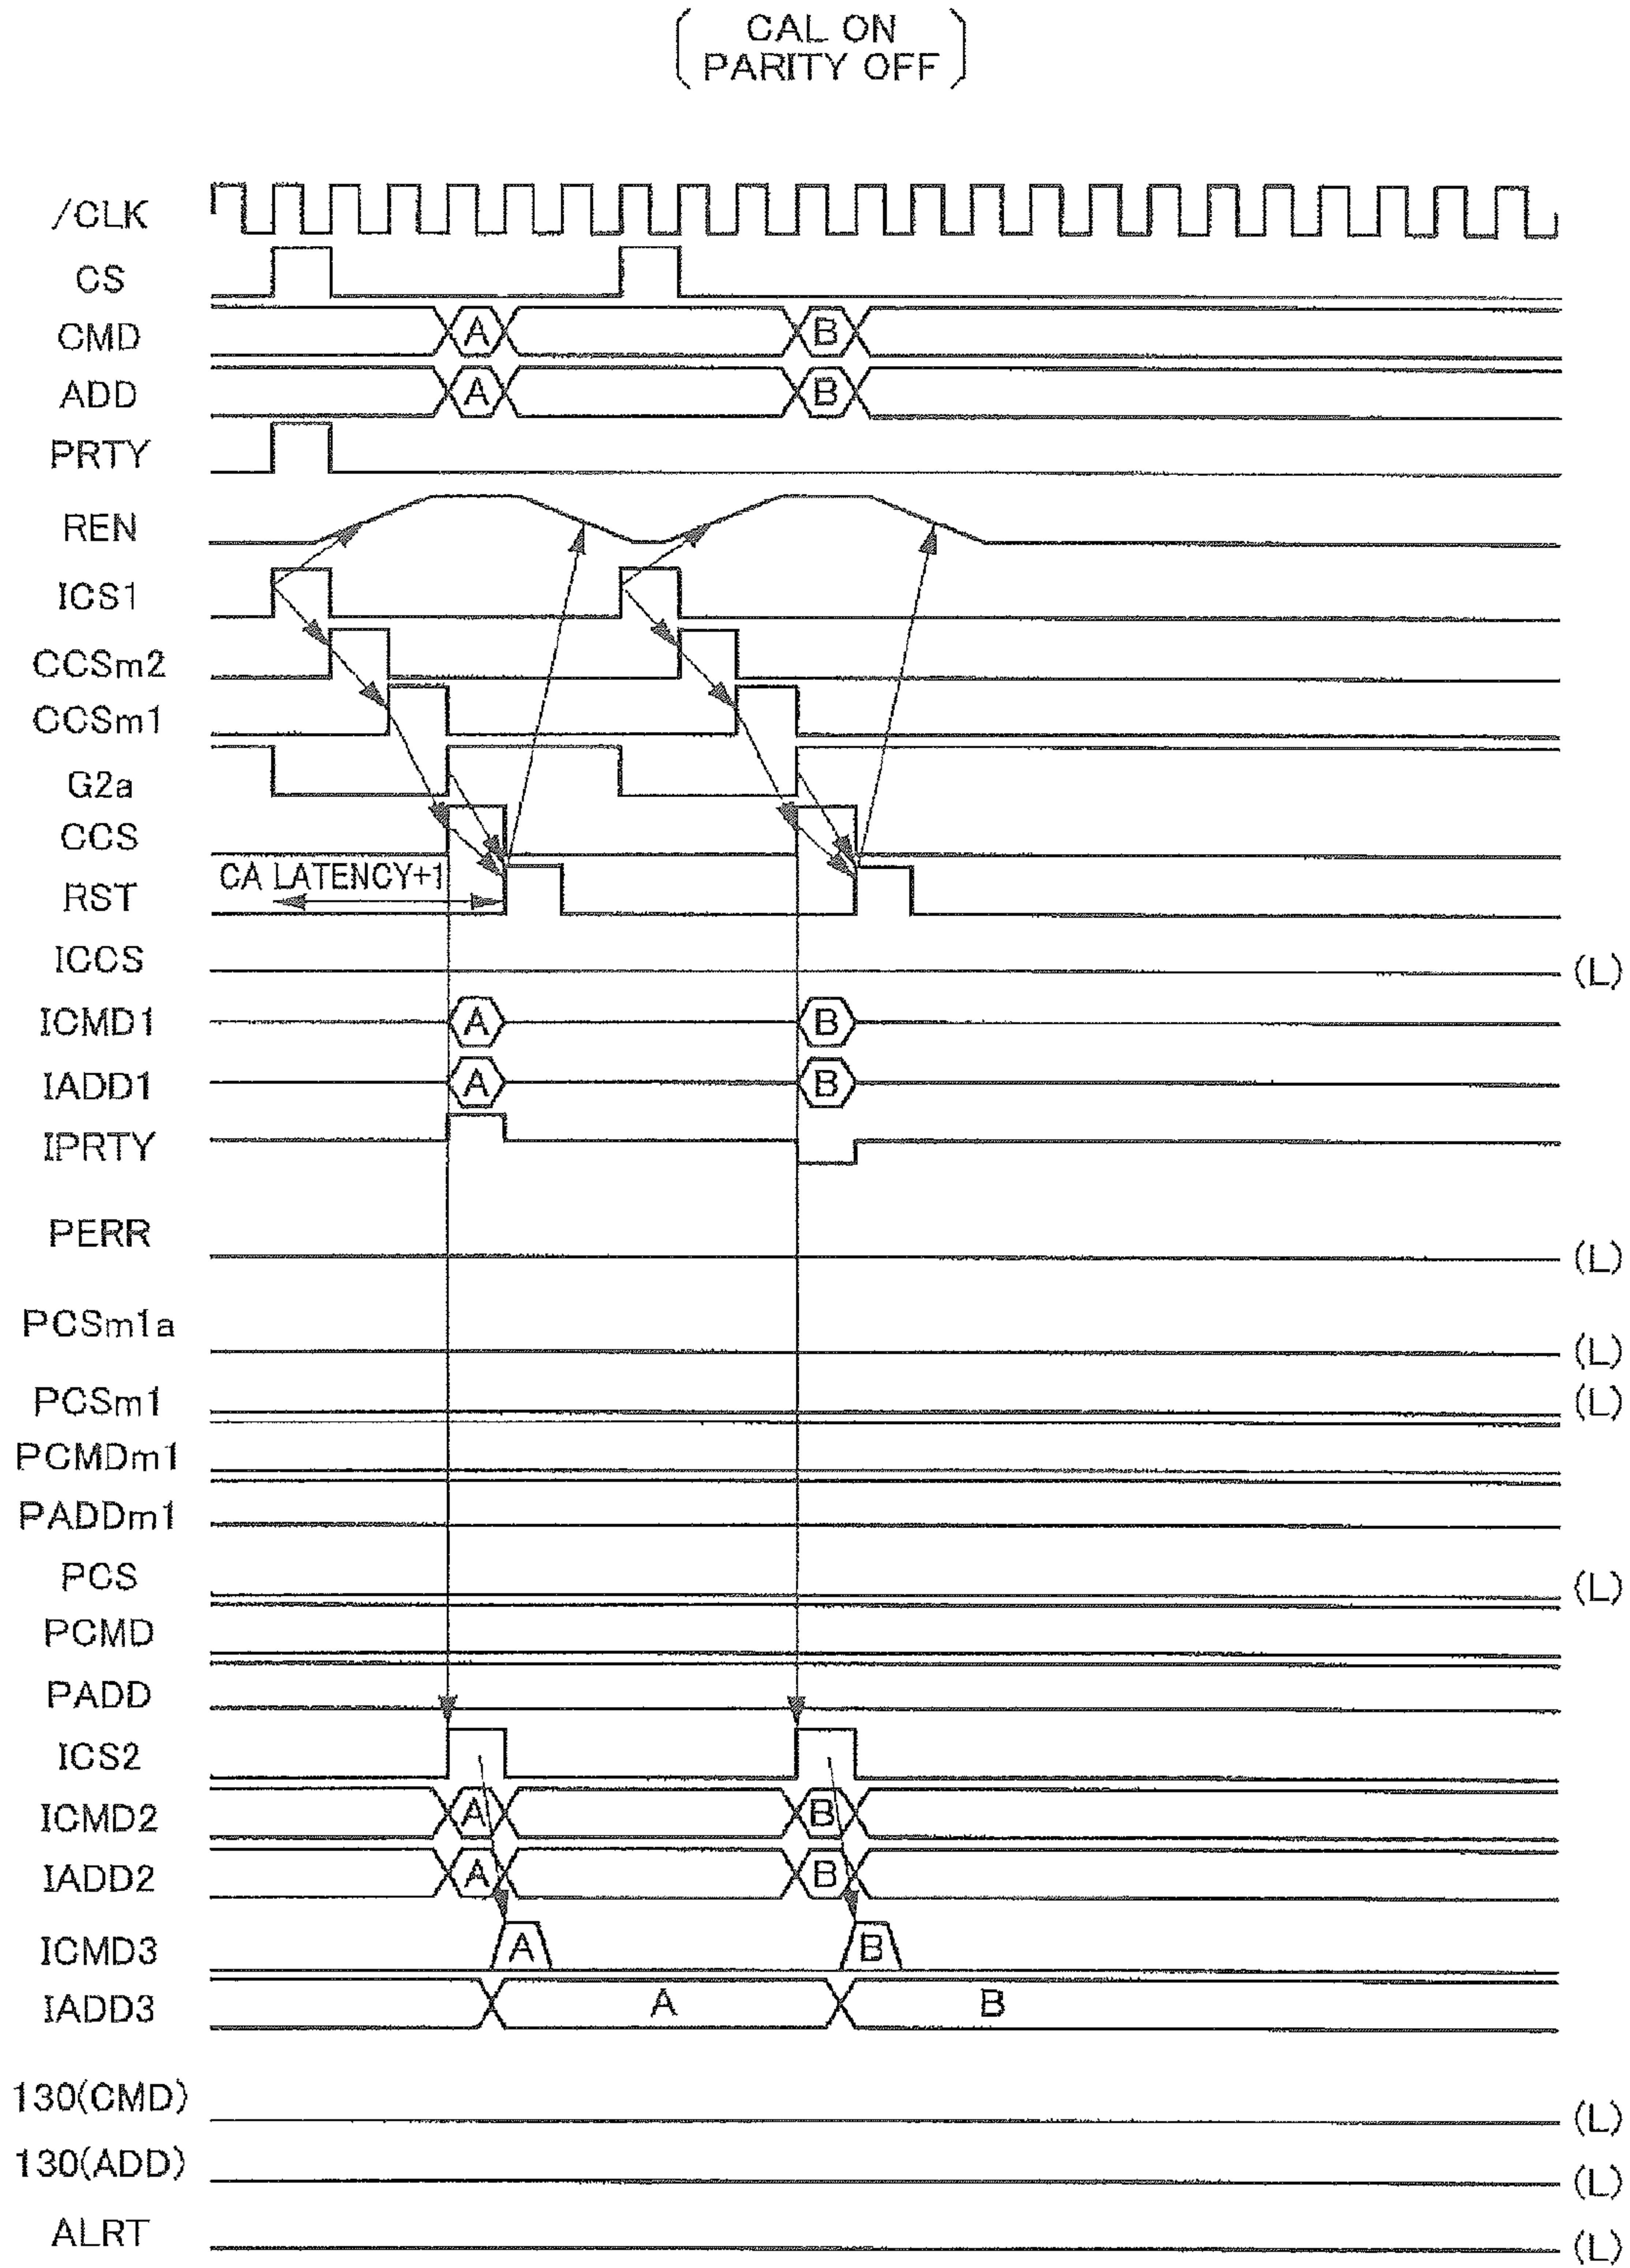 CAL ON
PARITY OFF
/CLK
CS
CMD A B
ADD A B
PRTY
REN
ICS1
CCSm2
CCSm1
G2a
CCS
CA LATENCY+1
RST
ICCS (L)
ICMD1 A B
IADD1 A B
IPRTY
PERR (L)
PCSm1a (L)
PCSm1 (L)
PCMDm1
PADDm1
PCS (L)
PCMD
PADD
ICS2
ICMD2 A B
IADD2 A B
ICMD3 A B
IADD3 A B
130(CMD) (L)
130(ADD) (L)
ALRT (L)